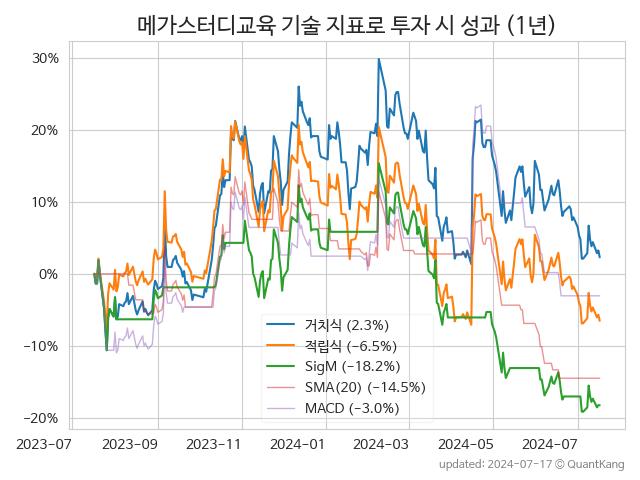 메가스터디교육 기술 지표로 투자 시 성과 (1년)
30%
20%
10%
0%
−10%
−20%
거치식 (2.3%)
적립식 (−6.5%)
SigM (−18.2%)
SMA(20) (−14.5%)
MACD (−3.0%)
2023-07 2023-09 2023-11 2024-01 2024-03 2024-05 2024-07
updated: 2024-07-17 ⓒ QuantKang